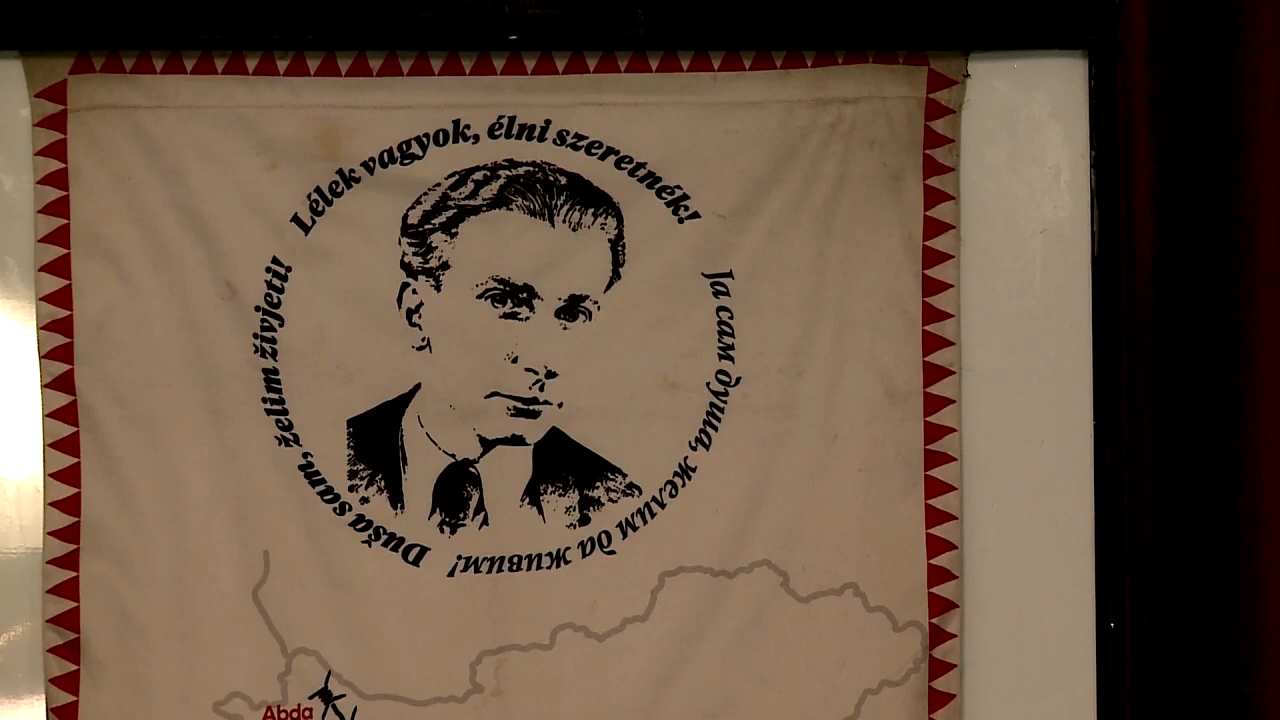 Lélek vagyok, élni szeretnék!
Ја сам душа, желим да живим!
Duša sam, želim živjeti!
Abda